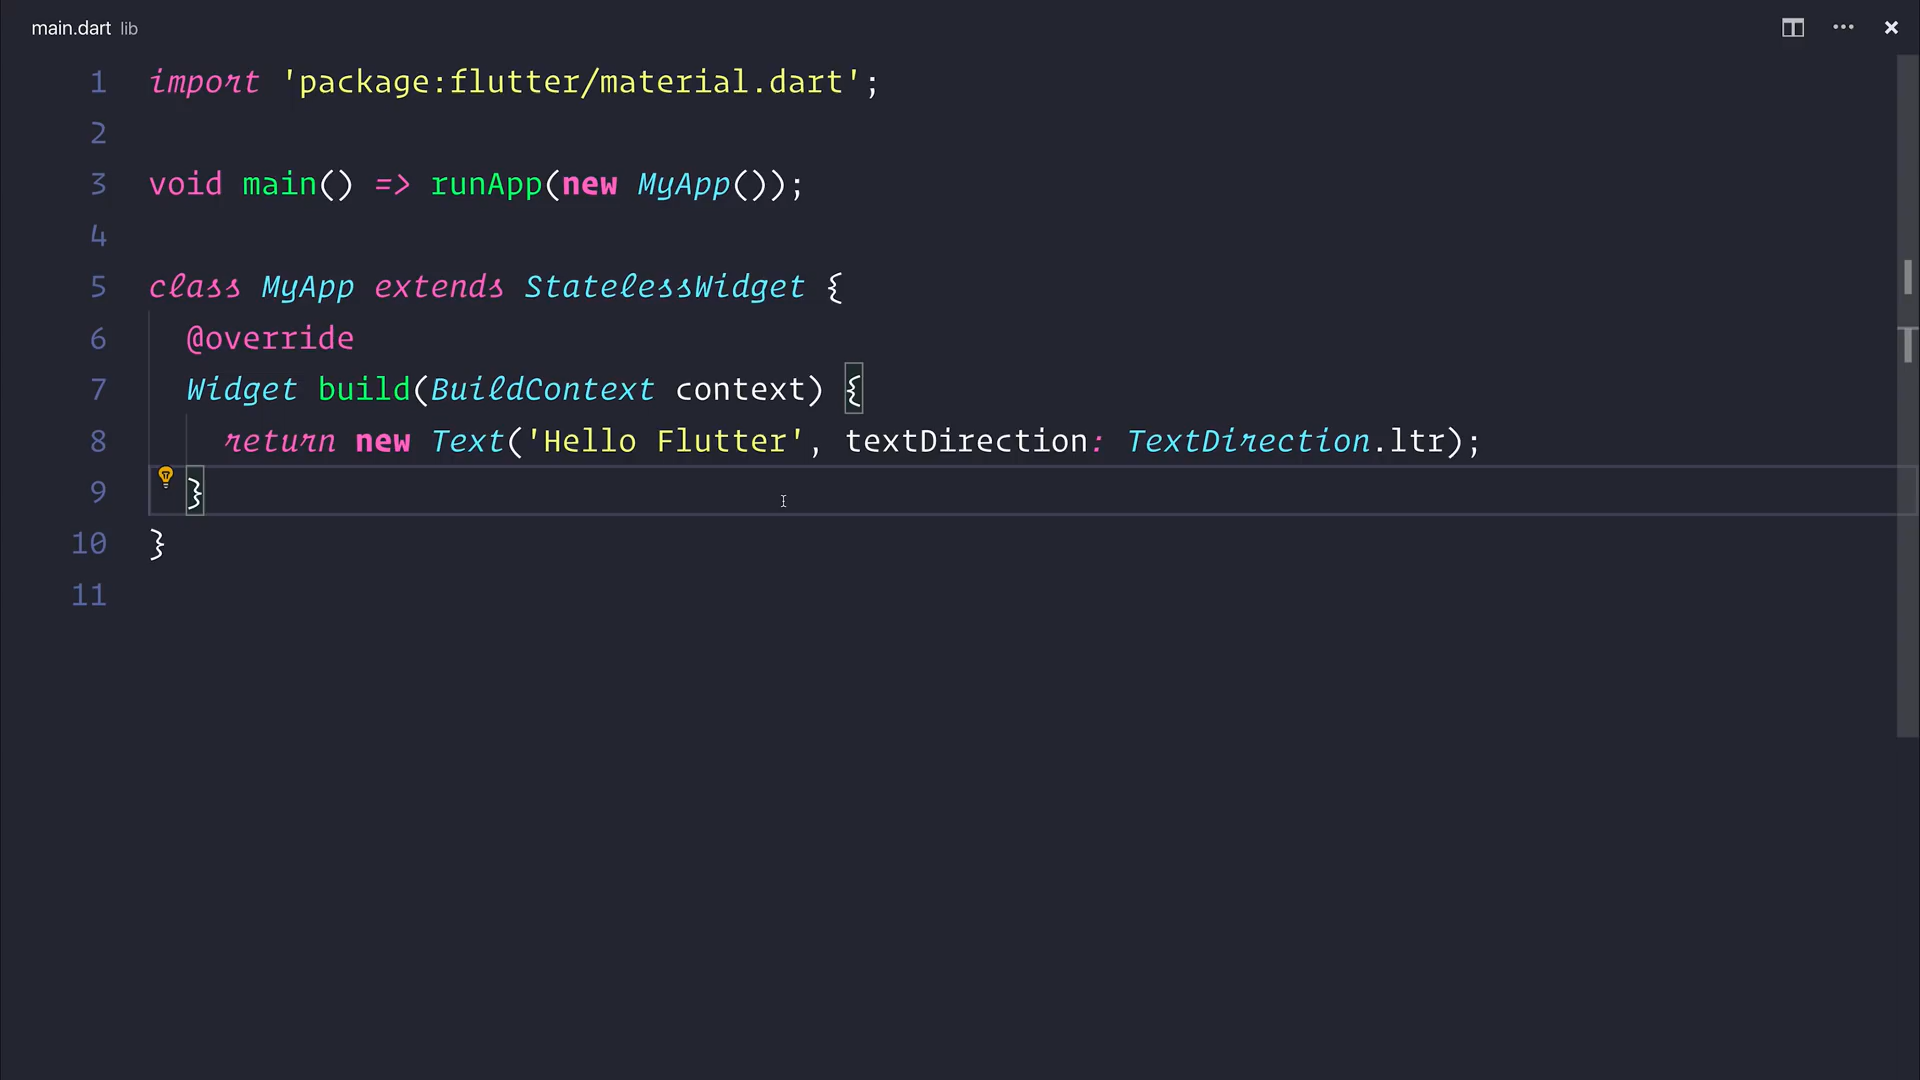 main.dart lib
1 import 'package:flutter/material.dart';
2
3 void main() => runApp(new MyApp());
4
5 class MyApp extends StatelessWidget {
6   @override
7   Widget build(BuildContext context) {
8     return new Text('Hello Flutter', textDirection: TextDirection.ltr);
9   }
10 }
11